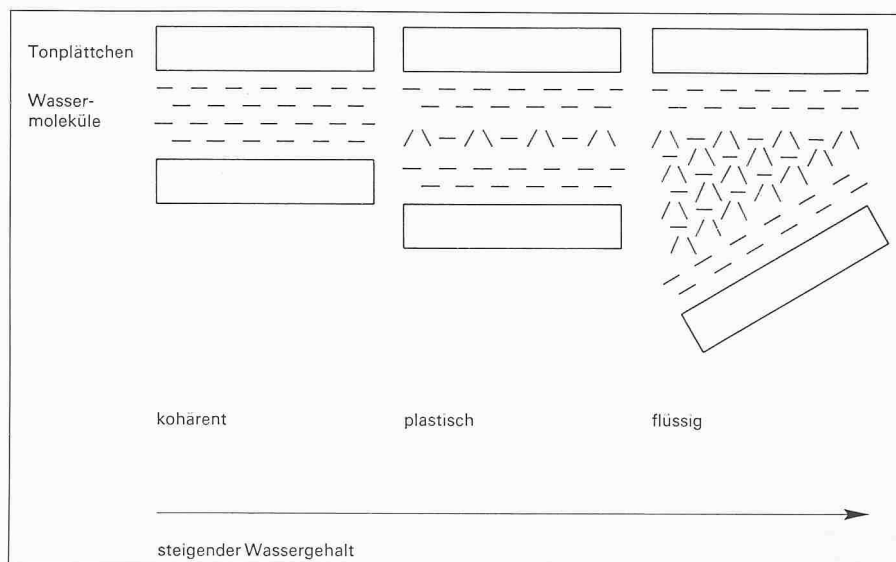 Tonplättchen
Wasser-
moleküle
kohärent
plastisch
flüssig
steigender Wassergehalt